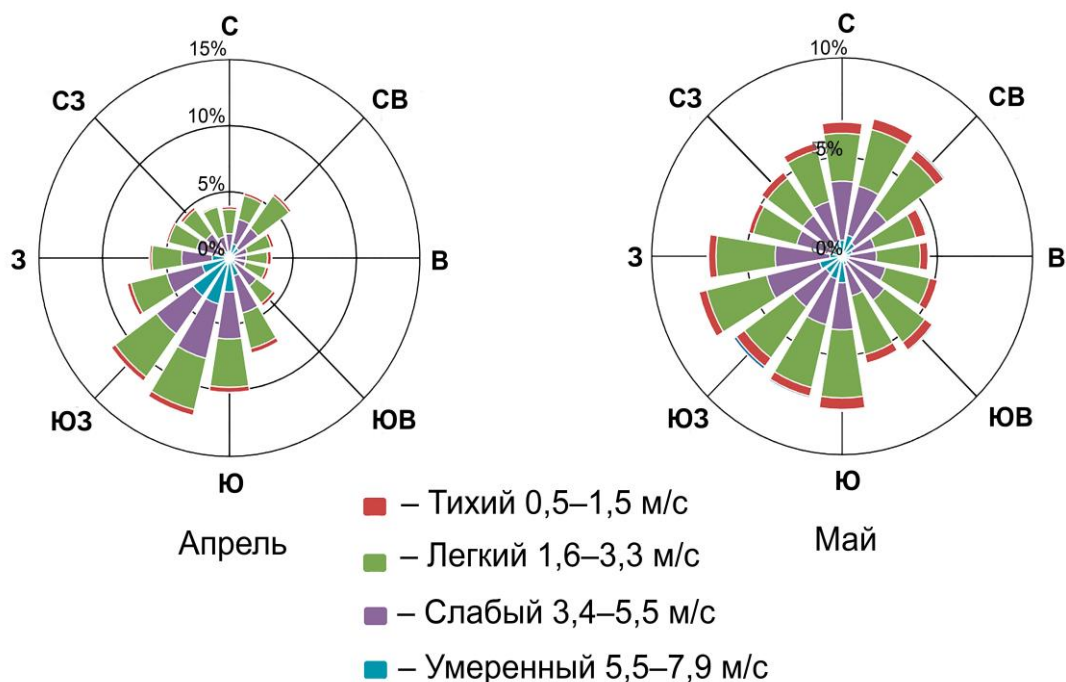 С
15%
СЗ
СВ
10%
5%
0%
З
В
ЮЗ
ЮВ
Ю
Апрель
С
10%
СЗ
СВ
5%
0%
З
В
ЮЗ
ЮВ
Ю
Май
– Тихий 0,5–1,5 м/с
– Легкий 1,6–3,3 м/с
– Слабый 3,4–5,5 м/с
– Умеренный 5,5–7,9 м/с